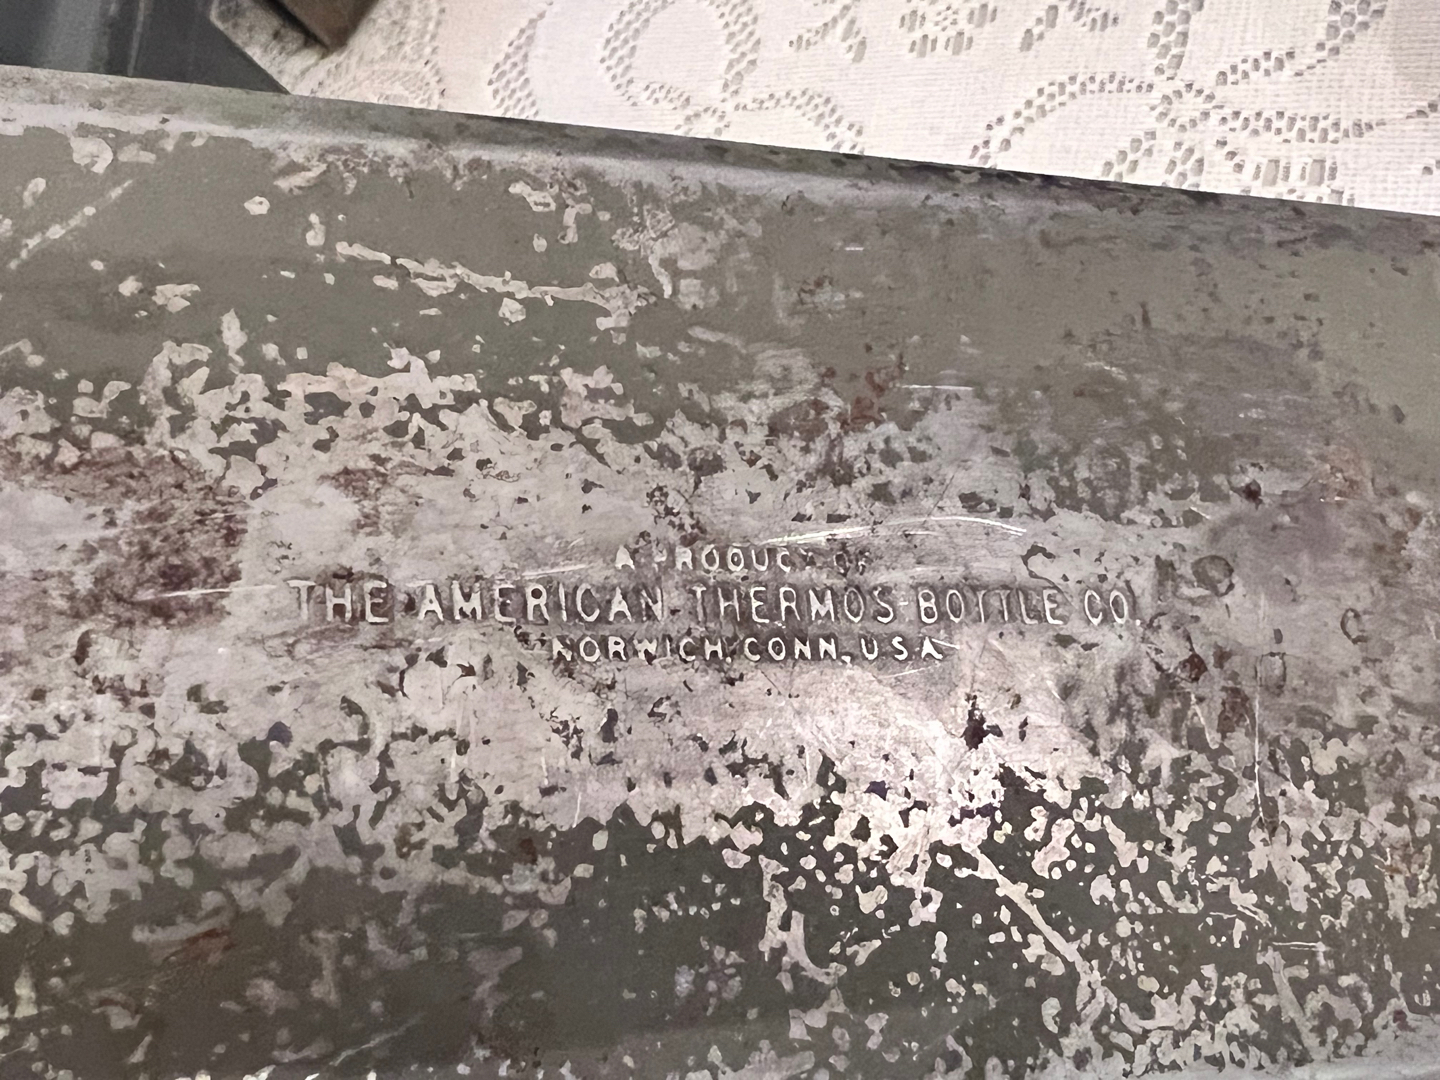 A PRODUCT OF
THE AMERICAN THERMOS BOTTLE CO.
NORWICH, CONN., U.S.A.